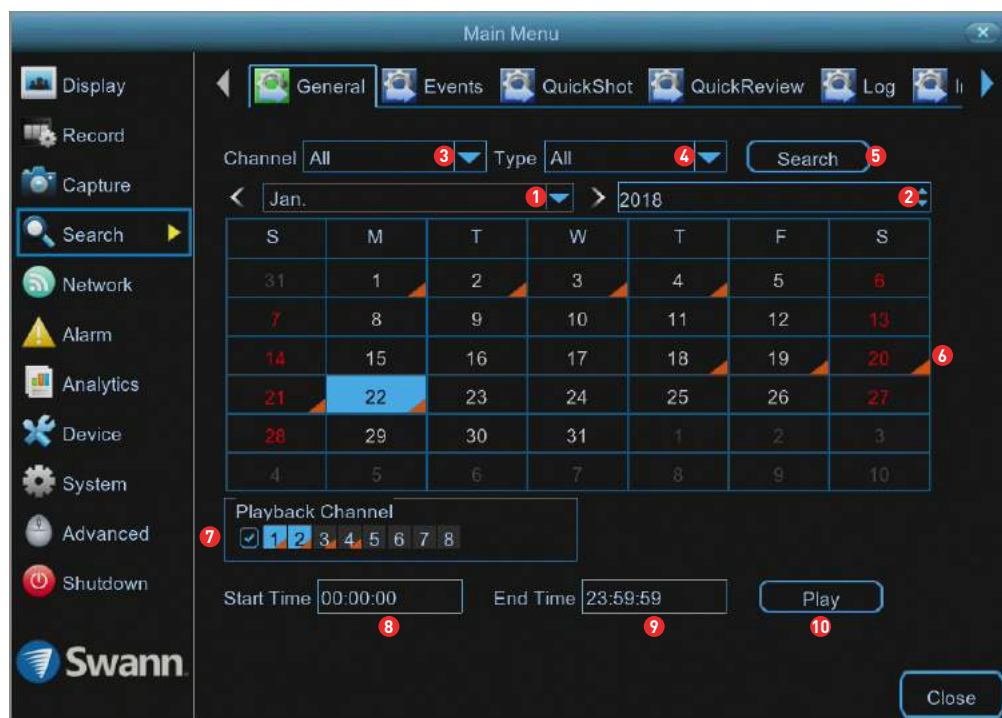 Main Menu
Display
Record
Capture
Search
Network
Alarm
Analytics
Device
System
Advanced
Shutdown
Swann
General Events QuickShot QuickReview Log
Channel All 3 Type All 4 Search 5
Jan. 1 2018 2
S M T W T F S
31 1 2 3 4 5 6
7 8 9 10 11 12 13
14 15 16 17 18 19 20 6
21 22 23 24 25 26 27
28 29 30 31 1 2 3
4 5 6 7 8 9 10
Playback Channel
7 1 2 3 4 5 6 7 8
Start Time 00:00:00 End Time 23:59:59 Play
8 9 10
Close